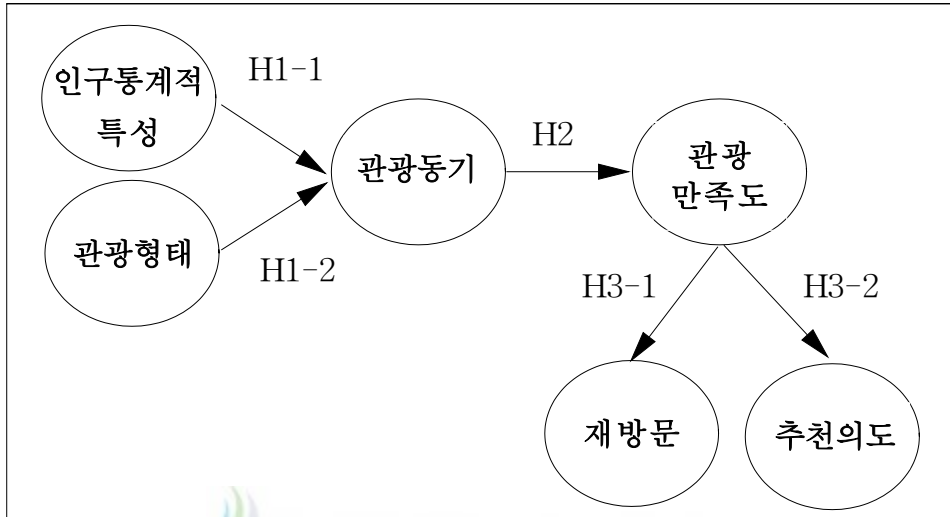 인구통계적
특성
H1-1
관광동기
H2
관광
만족도
관광형태
H1-2
H3-1
H3-2
재방문
추천의도